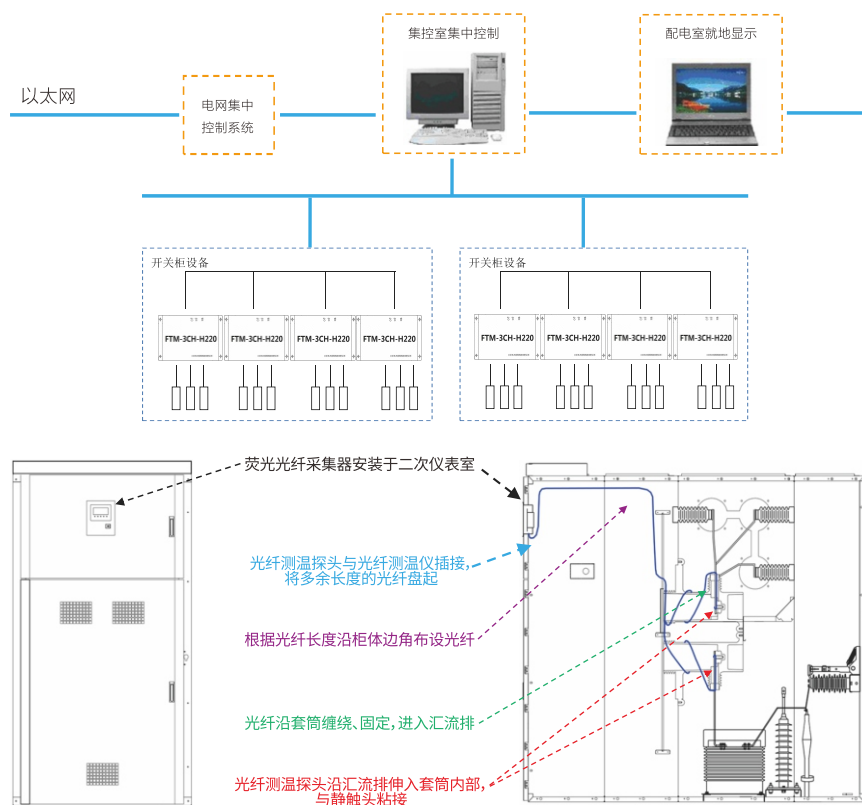 集控室集中控制
配电室就地显示
以太网
电网集中
控制系统
开关柜设备
开关柜设备
FTM-3CH-H220 FTM-3CH-H220 FTM-3CH-H220 FTM-3CH-H220
FTM-3CH-H220 FTM-3CH-H220 FTM-3CH-H220 FTM-3CH-H220
荧光光纤采集器安装于二次仪表室
光纤测温探头与光纤测温仪插接，
将多余长度的光纤盘起
根据光纤长度沿柜体边角布设光纤
光纤沿套筒缠绕、固定，进入汇流排
光纤测温探头沿汇流排伸入套筒内部，
与静触头粘接